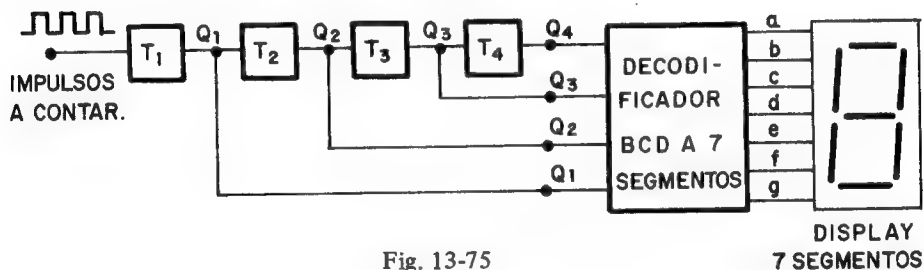 T₁ Q₁ T₂ Q₂ T₃ Q₃ T₄ Q₄
IMPULSOS
A CONTAR.
Q₃
Q₂
Q₁
DECODI-
FICADOR
BCD A 7
SEGMENTOS
a
b
c
d
e
f
g
DISPLAY
7 SEGMENTOS
Fig. 13-75